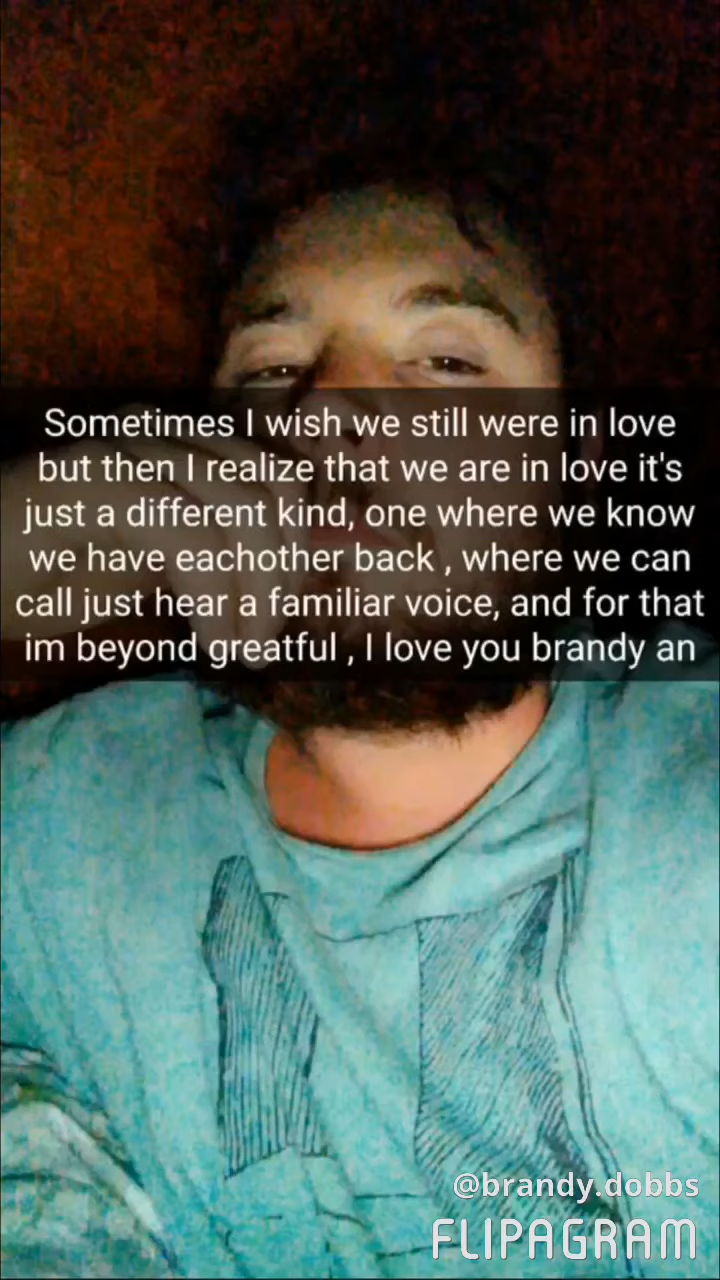 Sometimes I wish we still were in love
but then I realize that we are in love it's
just a different kind, one where we know
we have eachother back , where we can
call just hear a familiar voice, and for that
im beyond greatful , I love you brandy an
@brandy.dobbs
FLIPAGRAM